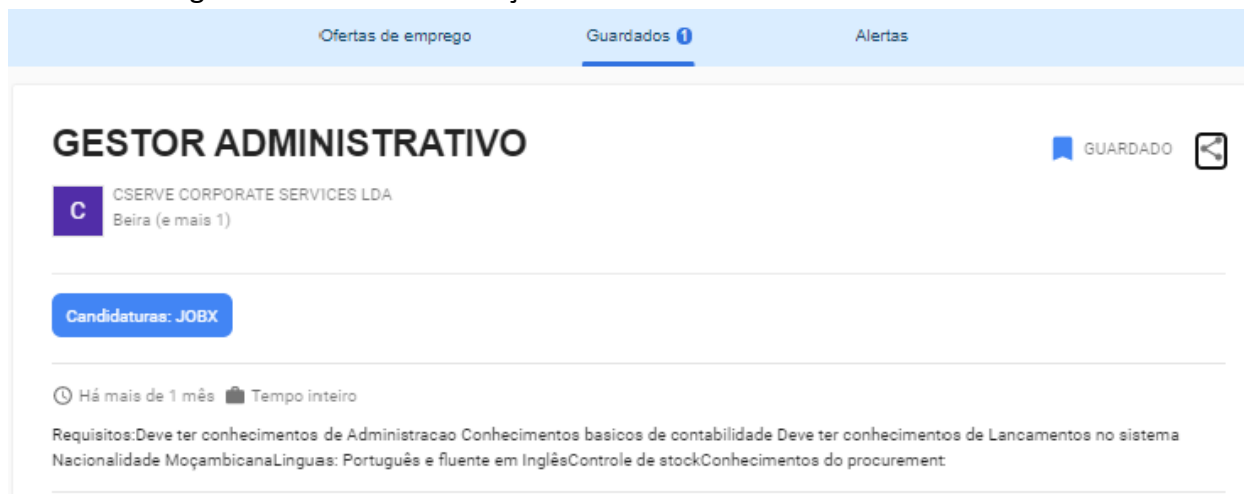 Ofertas de emprego Guardados 1 Alertas
GESTOR ADMINISTRATIVO
GUARDADO
C
CSERVE CORPORATE SERVICES LDA
Beira (e mais 1)
Candidaturas: JOBX
Há mais de 1 mês Tempo inteiro
Requisitos:Deve ter conhecimentos de Administracao Conhecimentos basicos de contabilidade Deve ter conhecimentos de Lancamentos no sistema
Nacionalidade MoçambicanaLinguas: Português e fluente em InglêsControle de stockConhecimentos do procurement